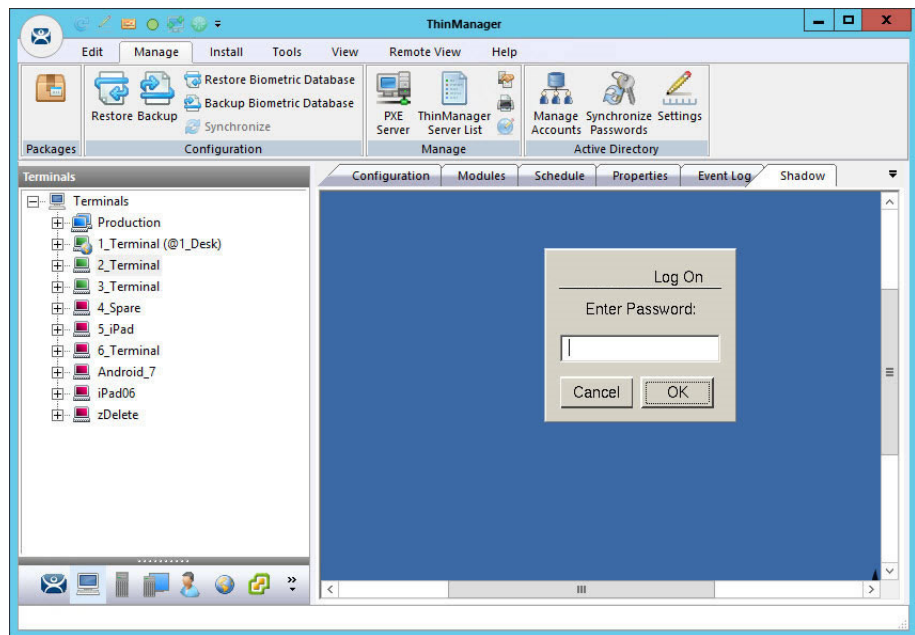 ThinManager
Edit Manage Install Tools View Remote View Help
Restore Backup
Restore Biometric Database
Backup Biometric Database
Synchronize
PXE Server
ThinManager Server List
Manage Accounts
Synchronize Passwords
Settings
Packages Configuration Manage Active Directory
Terminals
Configuration Modules Schedule Properties Event Log Shadow
Terminals
Production
1_Terminal (@1_Desk)
2_Terminal
3_Terminal
4_Spare
5_iPad
6_Terminal
Android_7
iPad06
zDelete
Log On
Enter Password:
Cancel OK